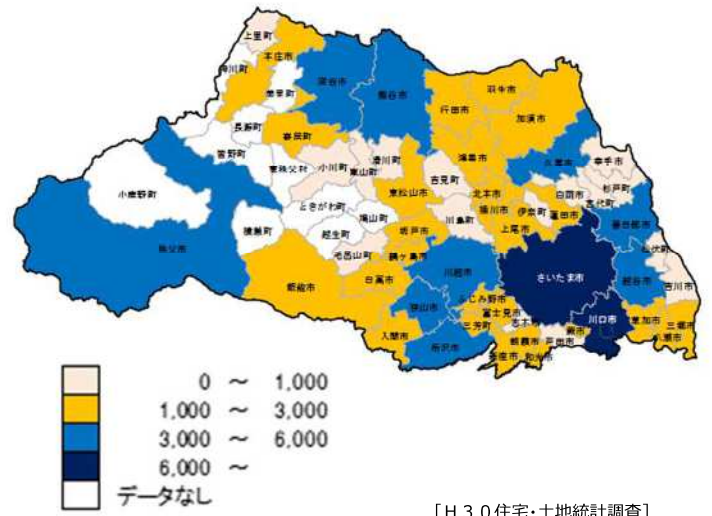 上里町
本庄市
神川町
美里町
深谷市
熊谷市
行田市
羽生市
加須市
長瀞町
寄居町
皆野町
東秩父村
小川町
滑川町
嵐山町
鴻巣市
久喜市
幸手市
吉見町
小鹿野町
東松山市
北本市
白岡市
杉戸町
宮代町
ときがわ町
鳩山町
桶川市
伊奈町
蓮田市
横瀬町
越生町
川島町
上尾市
春日部市
秩父市
坂戸市
松伏町
毛呂山町
鶴ヶ島市
川越市
さいたま市
越谷市
吉川市
飯能市
日高市
狭山市
ふじみ野市
富士見市
川口市
三芳町
志木市
蕨市
草加市
三郷市
入間市
所沢市
朝霞市
戸田市
八潮市
新座市
和光市
0 ～ 1,000
1,000 ～ 3,000
3,000 ～ 6,000
6,000 ～
データなし
[Ｈ３０住宅・土地統計調査]